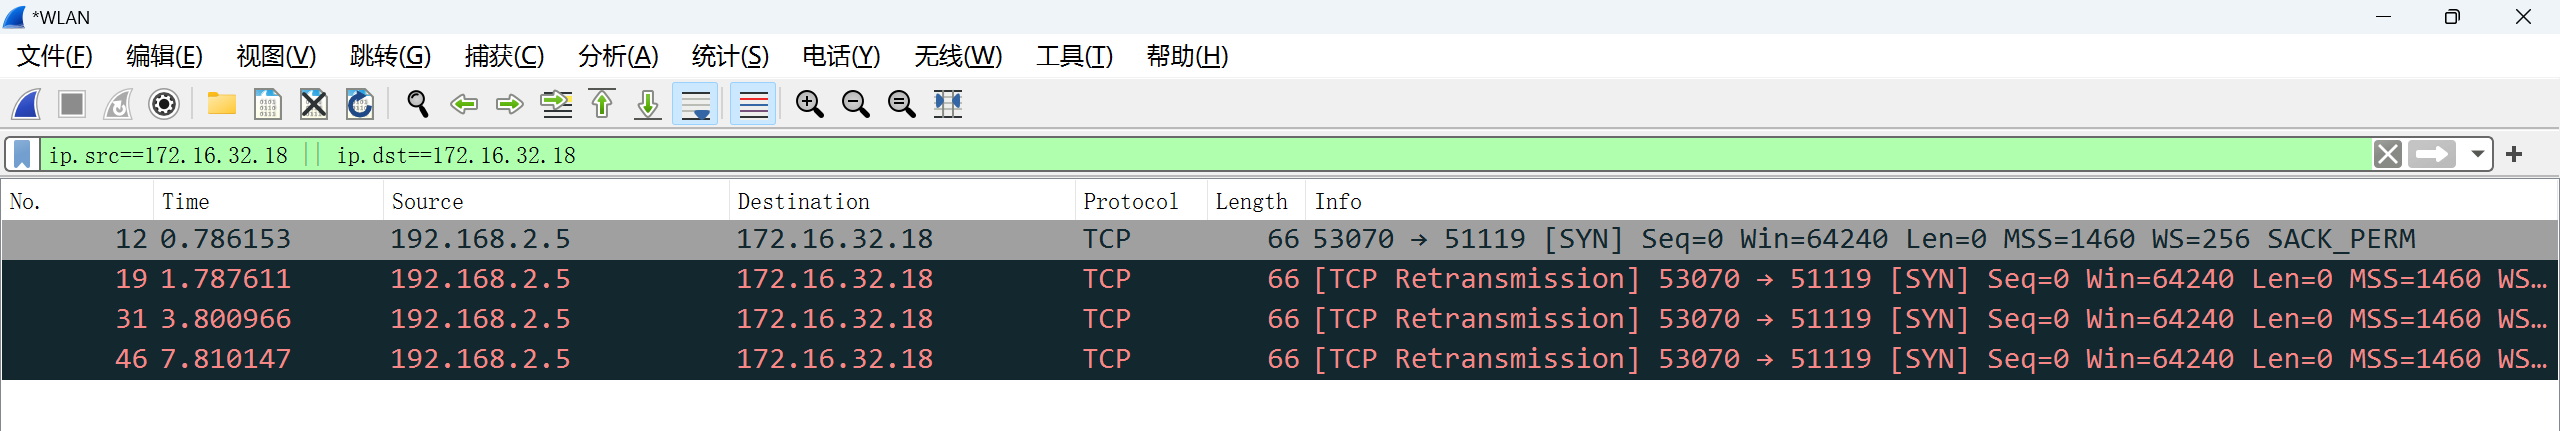 *WLAN
文件(F) 编辑(E) 视图(V) 跳转(G) 捕获(C) 分析(A) 统计(S) 电话(Y) 无线(W) 工具(T) 帮助(H)
ip.src==172.16.32.18 || ip.dst==172.16.32.18
No. Time Source Destination Protocol Length Info
12 0.786153 192.168.2.5 172.16.32.18 TCP 66 53070 → 51119 [SYN] Seq=0 Win=64240 Len=0 MSS=1460 WS=256 SACK_PERM
19 1.787611 192.168.2.5 172.16.32.18 TCP 66 [TCP Retransmission] 53070 → 51119 [SYN] Seq=0 Win=64240 Len=0 MSS=1460 WS…
31 3.800966 192.168.2.5 172.16.32.18 TCP 66 [TCP Retransmission] 53070 → 51119 [SYN] Seq=0 Win=64240 Len=0 MSS=1460 WS…
46 7.810147 192.168.2.5 172.16.32.18 TCP 66 [TCP Retransmission] 53070 → 51119 [SYN] Seq=0 Win=64240 Len=0 MSS=1460 WS…